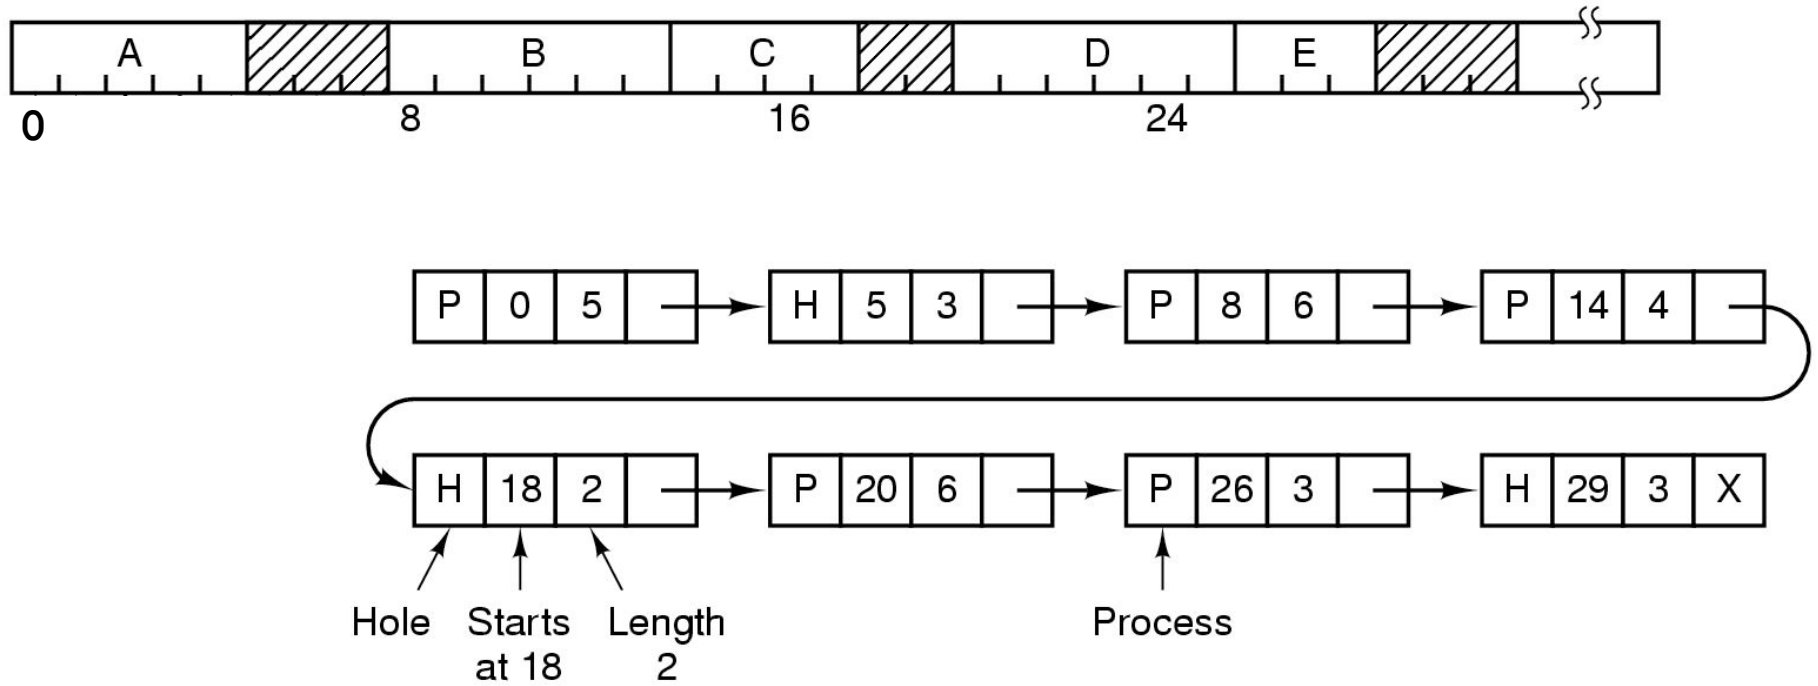 A B C D E
0 8 16 24
P 0 5 H 5 3 P 8 6 P 14 4
H 18 2 P 20 6 P 26 3 H 29 3 X
Hole Starts Length Process
at 18 2